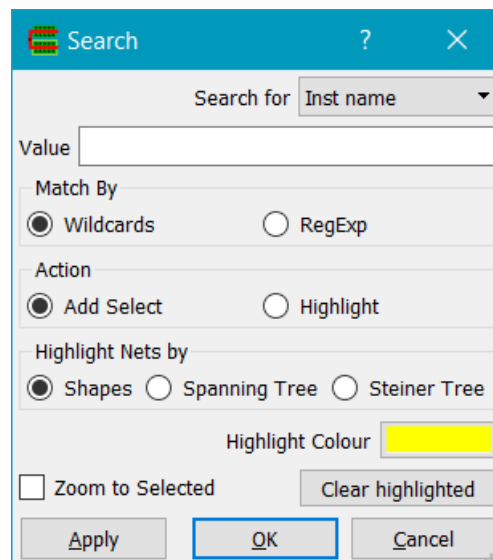 Search ?
Search for Inst name
Value
Match By
Wildcards RegExp
Action
Add Select Highlight
Highlight Nets by
Shapes Spanning Tree Steiner Tree
Highlight Colour
Zoom to Selected Clear highlighted
Apply OK Cancel